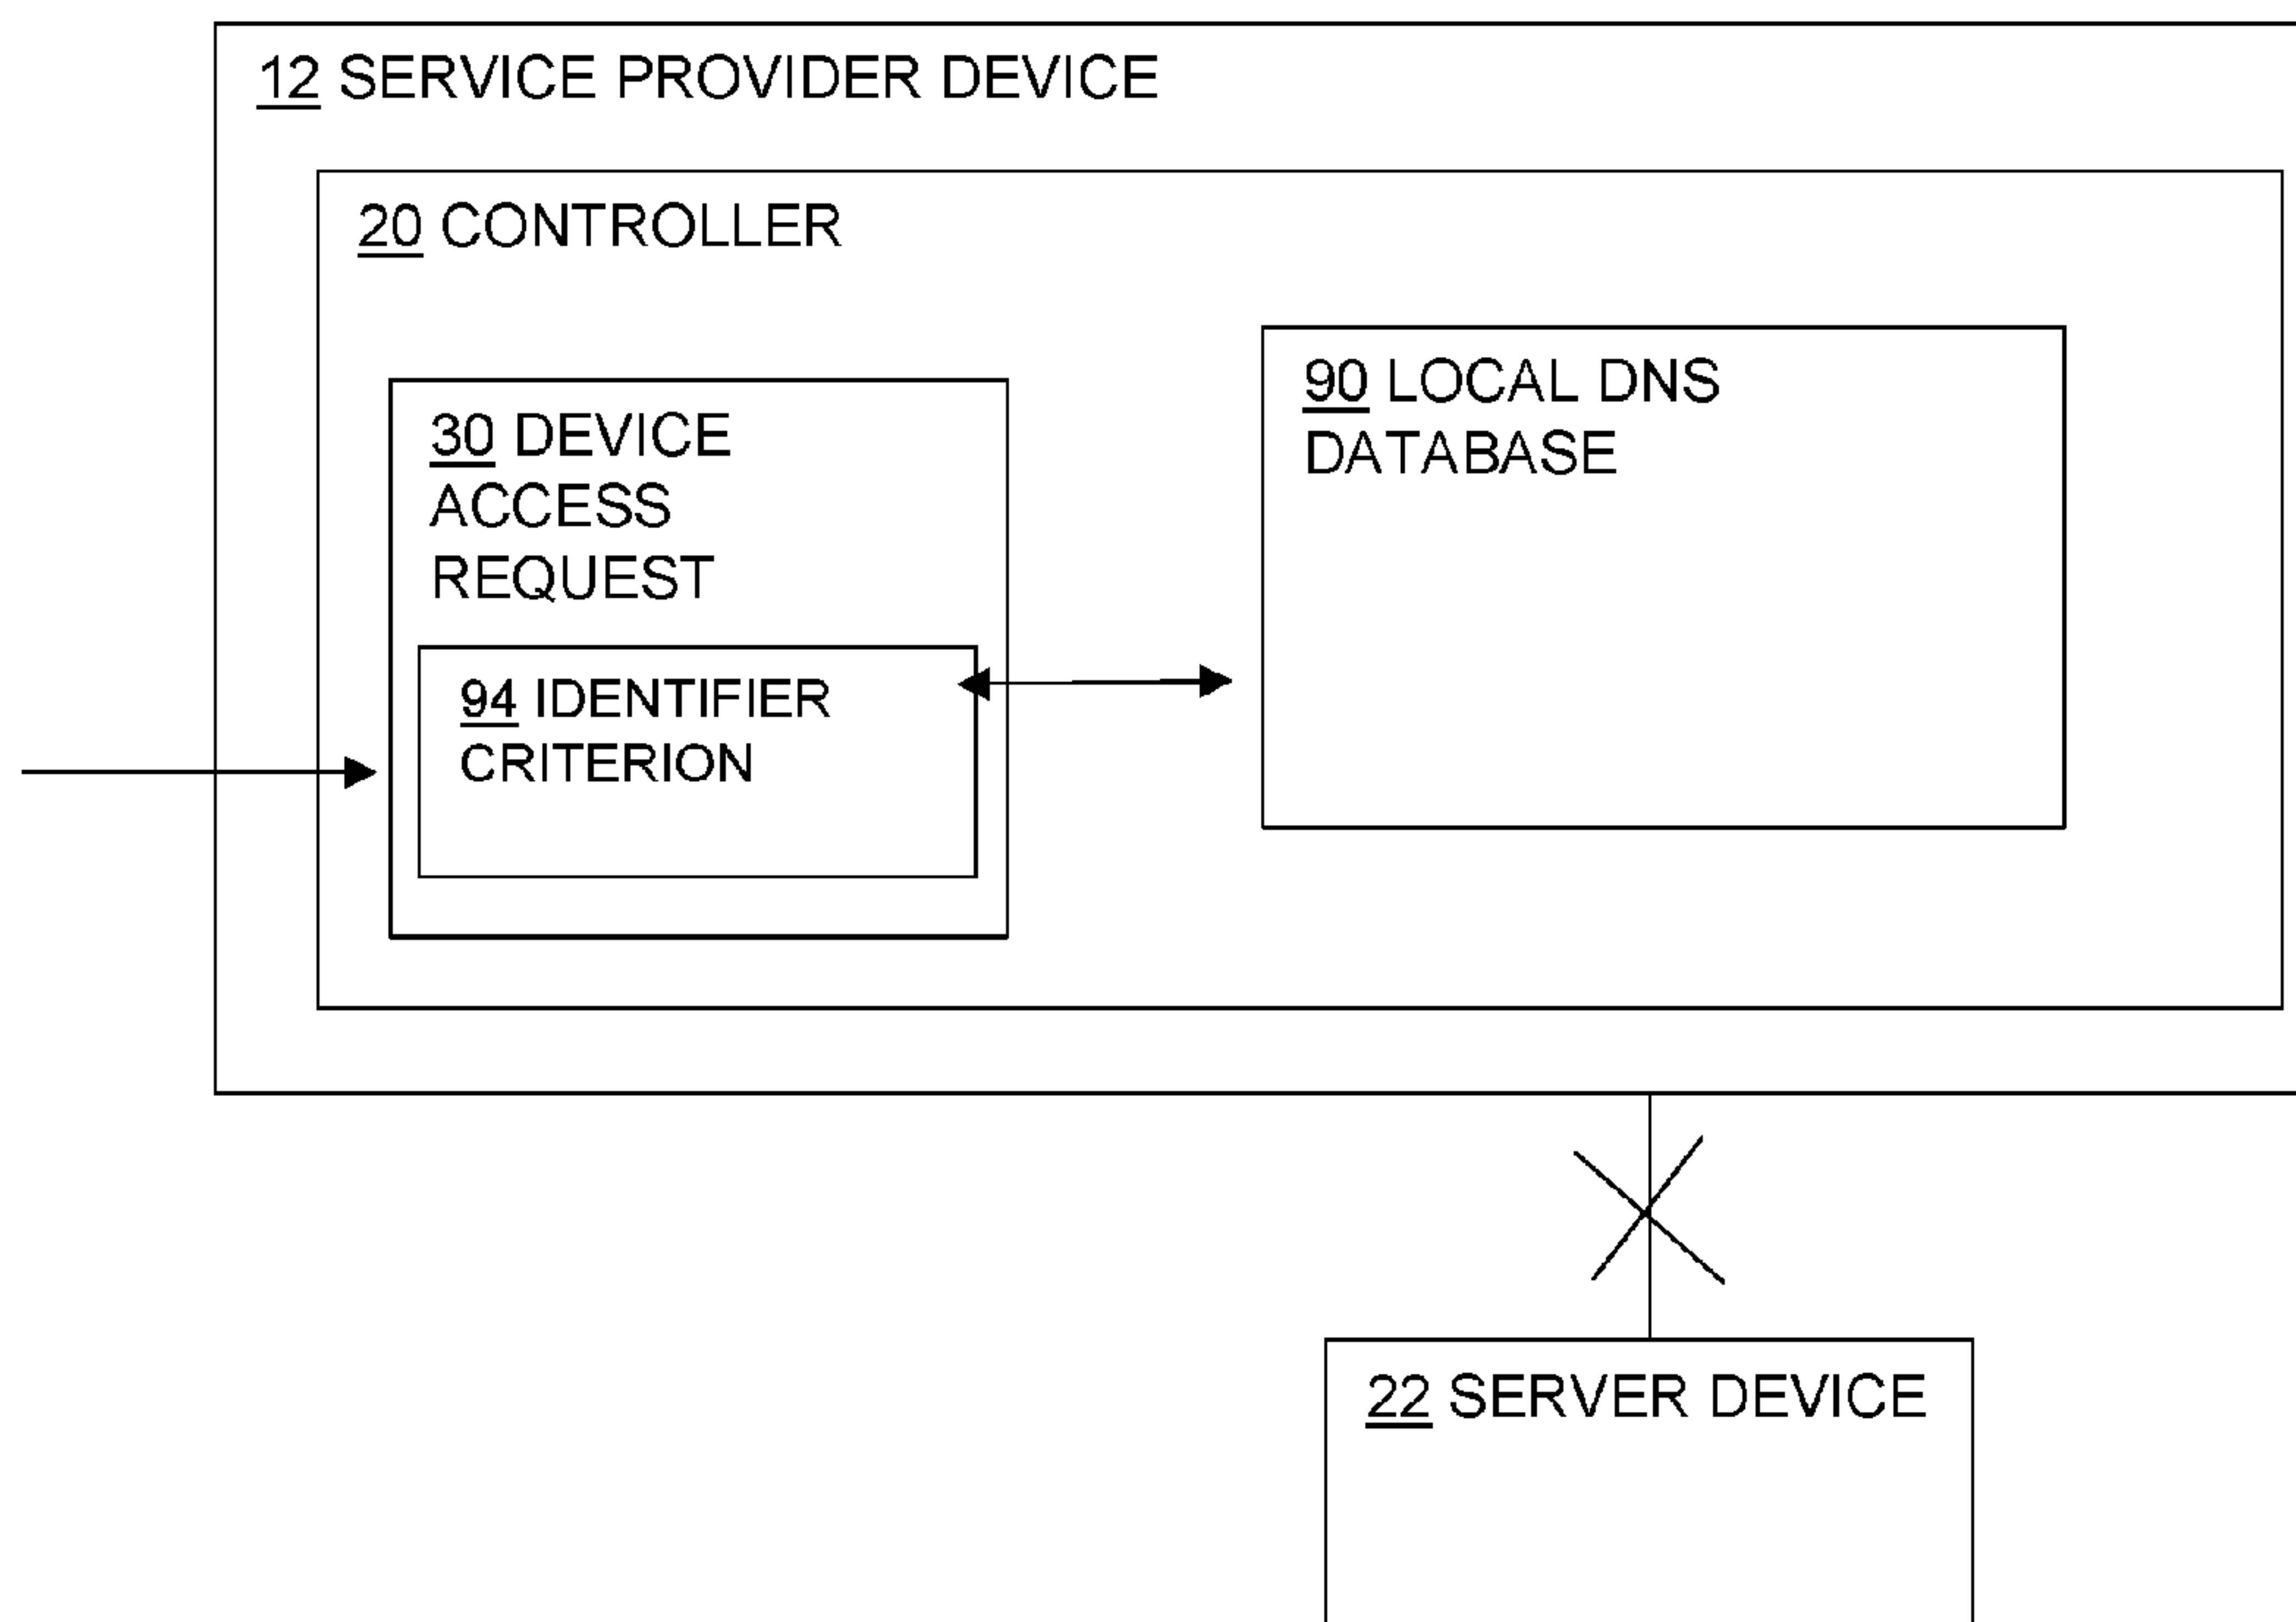 12 SERVICE PROVIDER DEVICE
20 CONTROLLER
30 DEVICE
ACCESS
REQUEST
94 IDENTIFIER
CRITERION
90 LOCAL DNS
DATABASE
22 SERVER DEVICE